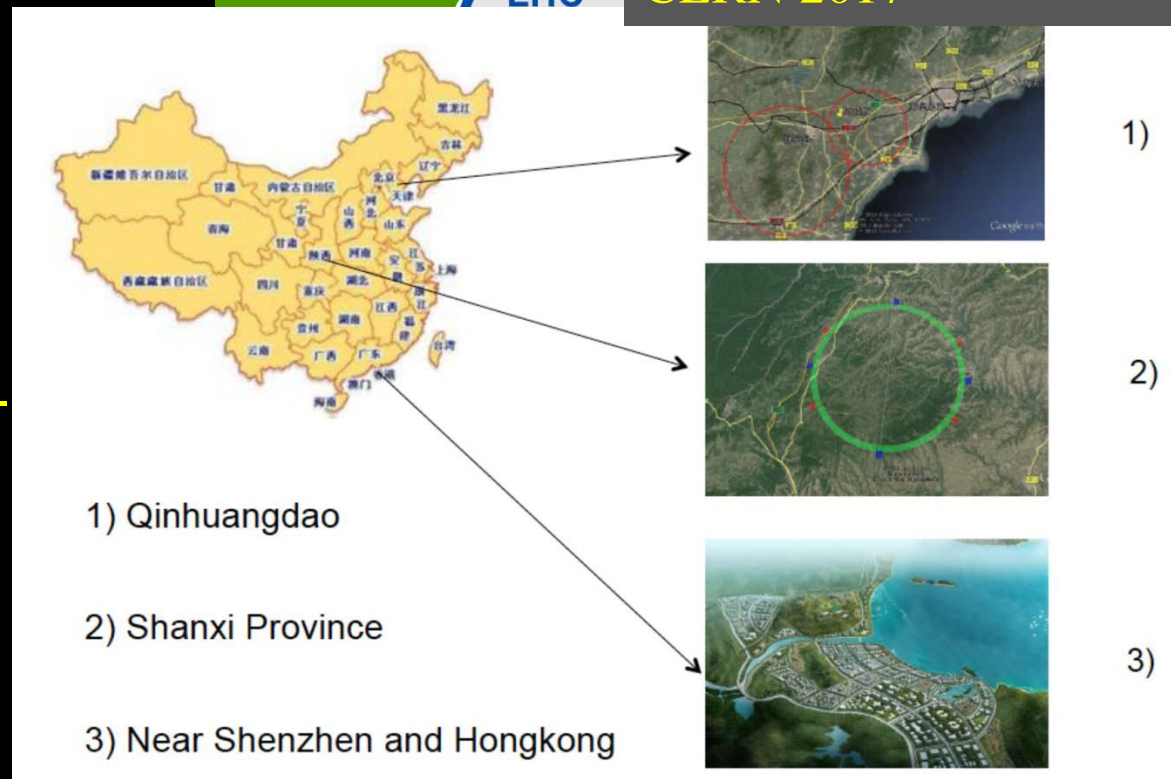 CERN 2017
黑龙江
吉林
辽宁
新疆维吾尔自治区
甘肃
内蒙古自治区
北京
天津
河北
宁夏
山西
山东
青海
甘肃
陕西
河南
江苏
安徽
上海
西藏藏族自治区
四川
重庆
湖北
浙江
江西
湖南
贵州
福建
云南
广西
广东
台湾
香港
澳门
海南
Google earth
1)
2)
3)
1) Qinhuangdao
2) Shanxi Province
3) Near Shenzhen and Hongkong